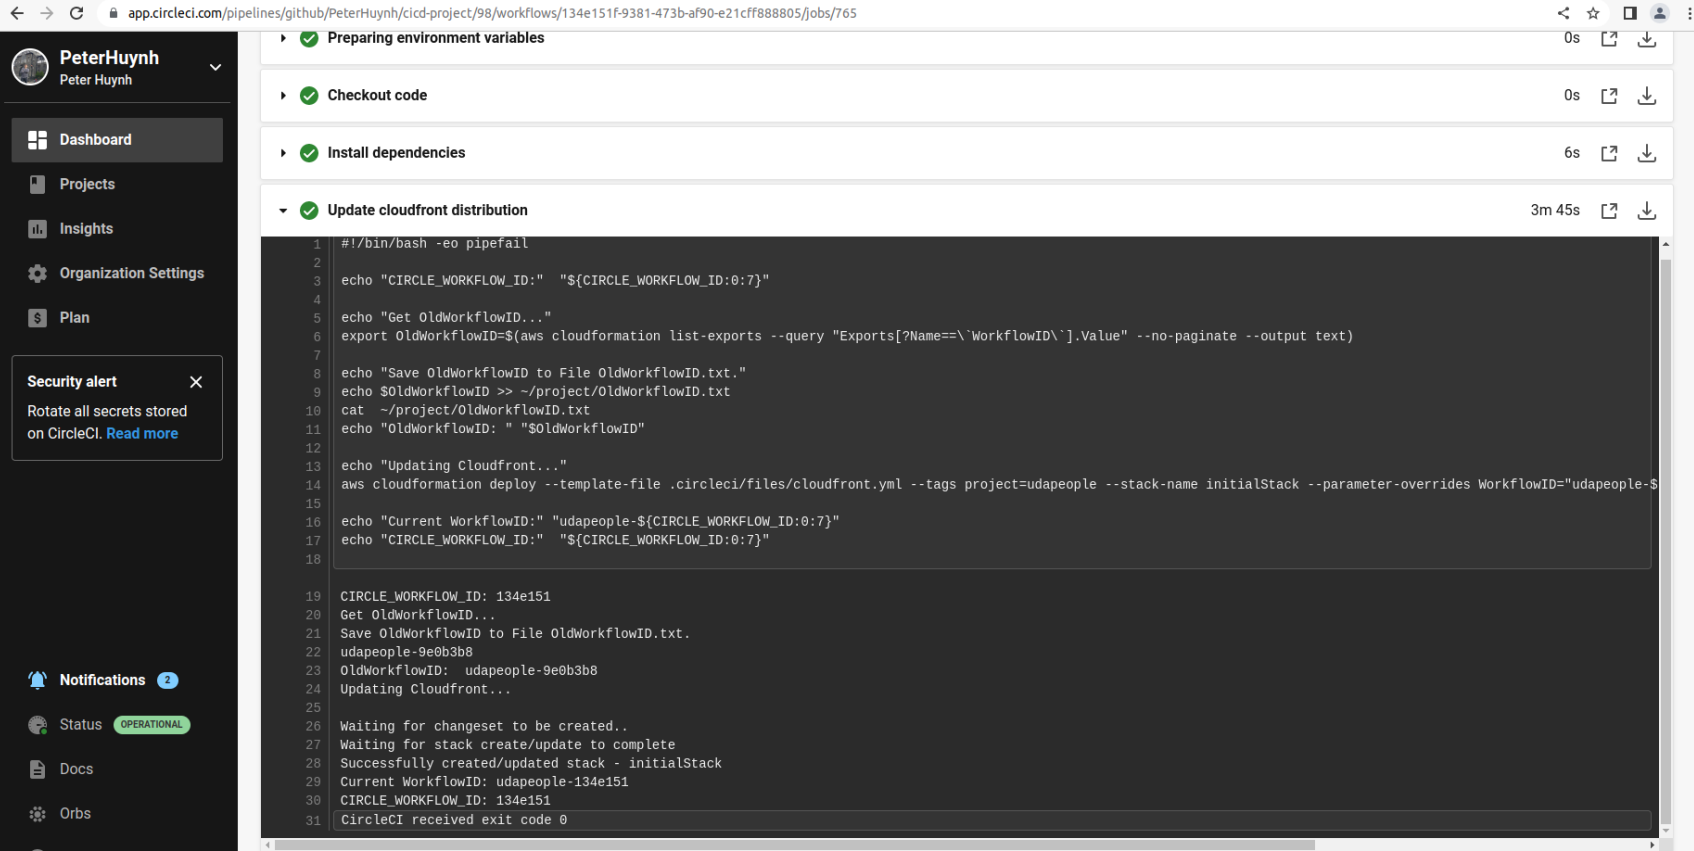 app.circleci.com/pipelines/github/PeterHuynh/cicd-project/98/workflows/134e151f-9381-473b-af90-e21cff888805/jobs/765
PeterHuynh
Peter Huynh
Dashboard
Projects
Insights
Organization Settings
Plan
Security alert
Rotate all secrets stored
on CircleCI. Read more
Notifications 2
Status OPERATIONAL
Docs
Orbs
Preparing environment variables 0s
Checkout code 0s
Install dependencies 6s
Update cloudfront distribution 3m 45s
1 #!/bin/bash -eo pipefail
2
3 echo "CIRCLE_WORKFLOW_ID:"  "${CIRCLE_WORKFLOW_ID:0:7}"
4
5 echo "Get OldWorkflowID..."
6 export OldWorkflowID=$(aws cloudformation list-exports --query "Exports[?Name==\`WorkflowID\`].Value" --no-paginate --output text)
7
8 echo "Save OldWorkflowID to File OldWorkflowID.txt."
9 echo $OldWorkflowID >> ~/project/OldWorkflowID.txt
10 cat  ~/project/OldWorkflowID.txt
11 echo "OldWorkflowID: " "$OldWorkflowID"
12
13 echo "Updating Cloudfront..."
14 aws cloudformation deploy --template-file .circleci/files/cloudfront.yml --tags project=udapeople --stack-name initialStack --parameter-overrides WorkflowID="udapeople-$
15
16 echo "Current WorkflowID:" "udapeople-${CIRCLE_WORKFLOW_ID:0:7}"
17 echo "CIRCLE_WORKFLOW_ID:"  "${CIRCLE_WORKFLOW_ID:0:7}"
18
19 CIRCLE_WORKFLOW_ID: 134e151
20 Get OldWorkflowID...
21 Save OldWorkflowID to File OldWorkflowID.txt.
22 udapeople-9e0b3b8
23 OldWorkflowID:  udapeople-9e0b3b8
24 Updating Cloudfront...
25
26 Waiting for changeset to be created..
27 Waiting for stack create/update to complete
28 Successfully created/updated stack - initialStack
29 Current WorkflowID: udapeople-134e151
30 CIRCLE_WORKFLOW_ID: 134e151
31 CircleCI received exit code 0